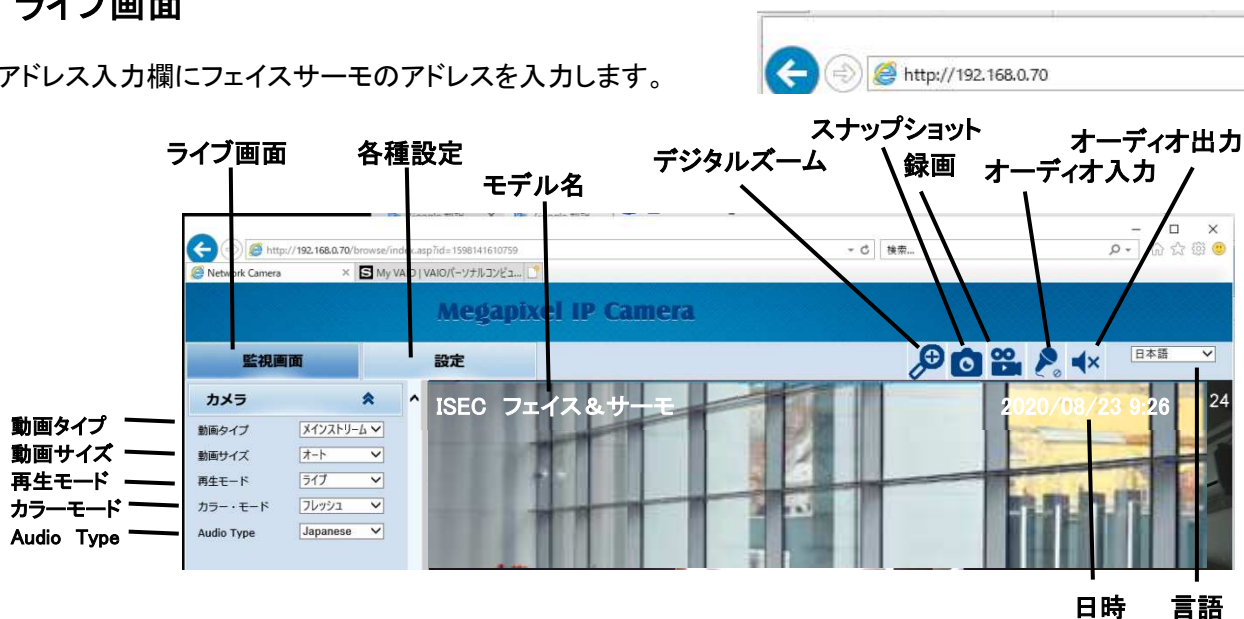 ライブ画面
アドレス入力欄にフェイスサーモのアドレスを入力します。
http://192.168.0.70
スナップショット
オーディオ出力
ライブ画面
各種設定
デジタルズーム
録画
オーディオ入力
モデル名
http://192.168.0.70/browse/index.asp?id=1598141610759
検索...
Network Camera
My VAIO | VAIO(パーソナルコンピュ...
Megapixel IP Camera
監視画面
設定
日本語
カメラ
ISEC フェイス&サーモ
2020/08/23 9:26
24
動画タイプ
動画タイプ
メインストリーム
動画サイズ
動画サイズ
オート
再生モード
再生モード
ライブ
カラーモード
カラー・モード
フレッシュ
Audio Type
Audio Type
Japanese
日時
言語